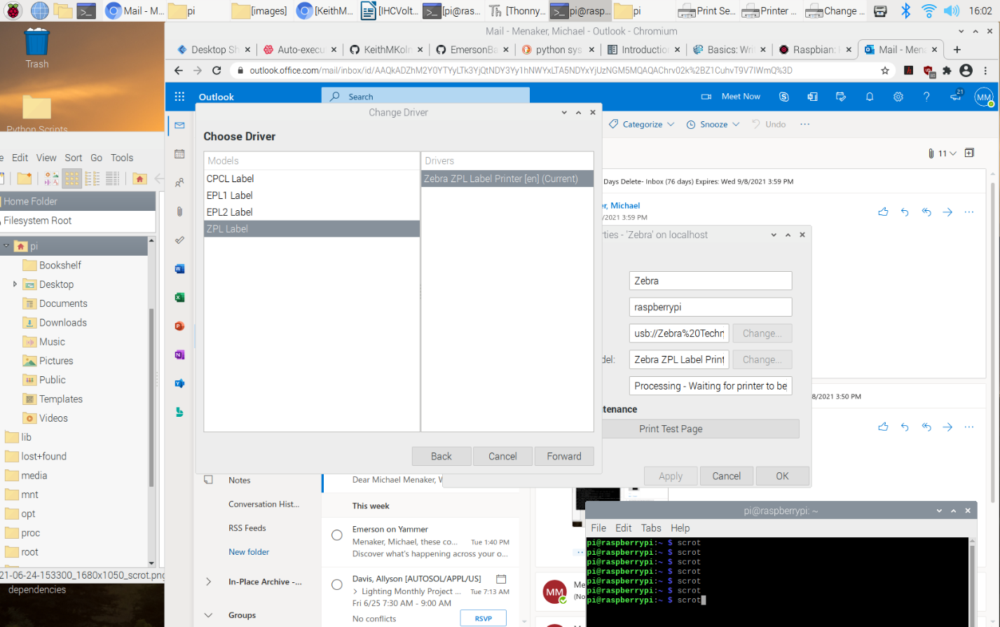 Mail - M...
pi
[images]
[KeithM...
[IHCVolt...
[pi@ras...
[Thonny...
pi@rasp...
pi
Print Se...
Printer ...
Change ...
16:02
Trash
Python Scripts
Mail - Menaker, Michael - Outlook - Chromium
Desktop Sh
Auto-execu
KeithMKoln
EmersonBa
python sys
Introduction
Basics: Writ
Raspbian:
Mail - Mena
outlook.office.com/mail/inbox/id/AAQkADZhM2Y0YTYyLTk3YjQtNDY3Yy1hNWYxLTA5NDYxYjUzNGM5MQAQAChrv02k%2BZ1CuhvT9V7IWmQ%3D
Outlook
Search
Meet Now
21
MM
Categorize
Snooze
Undo
11
Edit View Sort Go Tools
Home Folder
Filesystem Root
pi
Bookshelf
Desktop
Documents
Downloads
Music
Pictures
Public
Templates
Videos
lib
lost+found
media
mnt
opt
proc
root
21-06-24-153300_1680x1050_scrot.png
dependencies
Change Driver
Choose Driver
Models
CPCL Label
EPL1 Label
EPL2 Label
ZPL Label
Drivers
Zebra ZPL Label Printer [en] (Current)
Back
Cancel
Forward
Days Delete- Inbox (76 days) Expires: Wed 9/8/2021 3:59 PM
er, Michael
/2021 3:59 PM
rties - 'Zebra' on localhost
Zebra
raspberrypi
usb://Zebra%20Techn
Change...
del:
Zebra ZPL Label Print
Change...
Processing - Waiting for printer to be
ntenance
Print Test Page
Apply
Cancel
OK
8/2021 3:50 PM
Notes
Conversation Hist...
RSS Feeds
New folder
In-Place Archive -...
Groups
Dear Michael Menaker, W
This week
Emerson on Yammer
Menaker, Michael, these co... Tue 1:40 PM
Discover what's happening across your o...
Davis, Allyson [AUTOSOL/APPL/US]
> Lighting Monthly Project ... Tue 7:13 AM
Fri 6/25 7:30 AM - 9:00 AM
No conflicts
RSVP
MM
Me
(No
pi@raspberrypi: ~
File Edit Tabs Help
pi@raspberrypi:~ $ scrot
pi@raspberrypi:~ $ scrot
pi@raspberrypi:~ $ scrot
pi@raspberrypi:~ $ scrot
pi@raspberrypi:~ $ scrot
pi@raspberrypi:~ $ scrot
pi@raspberrypi:~ $ scrot